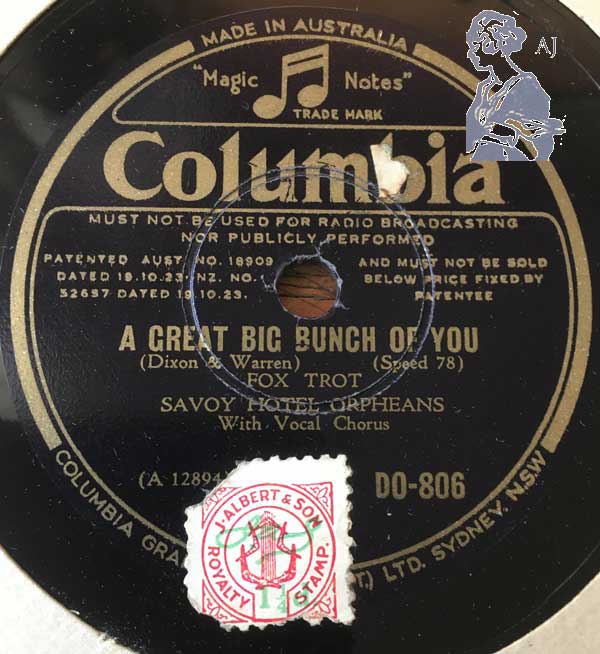 AJ
MADE IN AUSTRALIA
"Magic Notes"
TRADE MARK
Columbia
MUST NOT BE USED FOR RADIO BROADCASTING
NOR PUBLICLY PERFORMED
PATENTED AUST. NO. 18909
DATED 19.10.23. NZ. NO.
52657 DATED 19.10.23.
AND MUST NOT BE SOLD
BELOW PRICE FIXED BY
PATENTEE
A GREAT BIG BUNCH OF YOU
(Dixon & Warren) (Speed 78)
FOX TROT
SAVOY HOTEL ORPHEANS
With Vocal Chorus
(A 12894
DO-806
J. ALBERT & SON
ROYALTY STAMP.
COLUMBIA LTD. SYDNEY. N.S.W